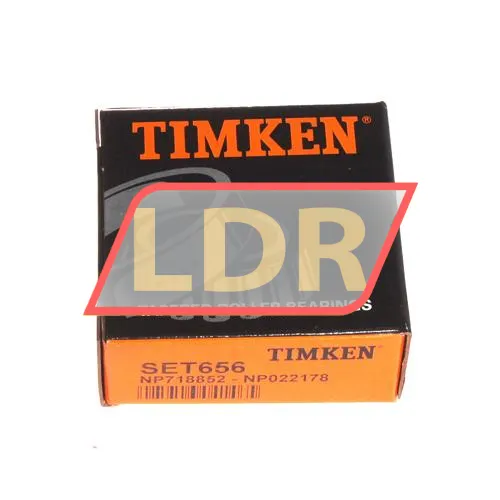 TIMKEN®
LDR
TAPERED ROLLER BEARINGS
SET656 TIMKEN
NP718852 - NP022178